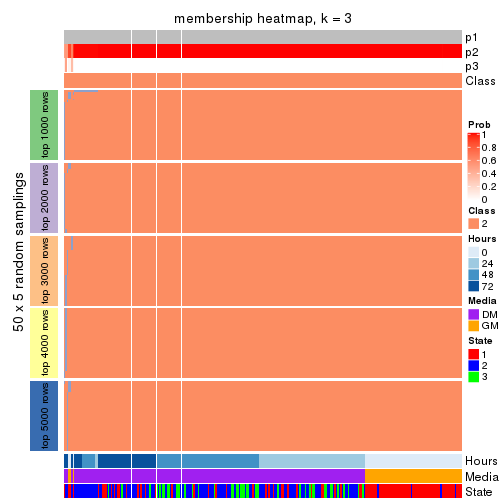 membership heatmap, k = 3
p1
p2
p3
Class
50 x 5 random samplings
top 1000 rows
top 2000 rows
top 3000 rows
top 4000 rows
top 5000 rows
Hours
Media
State
Prob
1
0.8
0.6
0.4
0.2
0
Class
2
Hours
0
24
48
72
Media
DM
GM
State
1
2
3